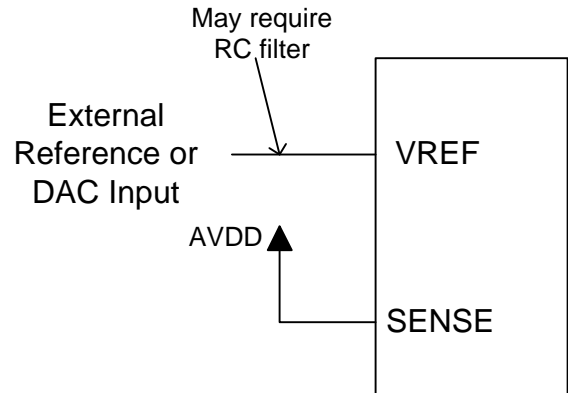 May require
RC filter
External
Reference or
DAC Input
VREF
AVDD
SENSE